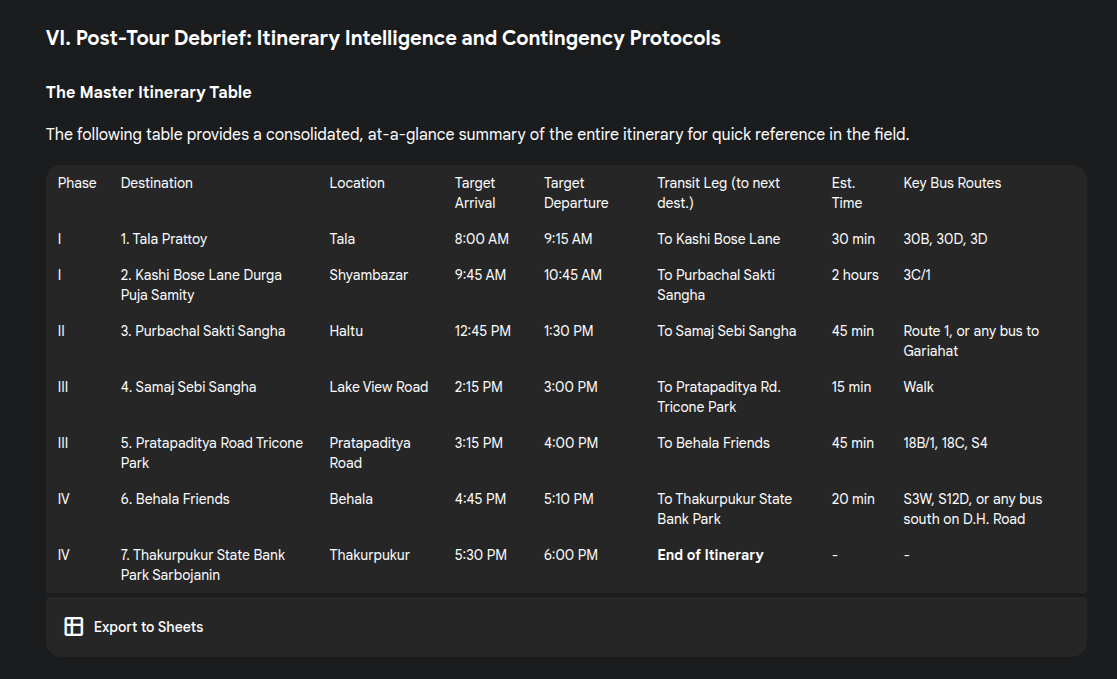 VI. Post-Tour Debrief: Itinerary Intelligence and Contingency Protocols
The Master Itinerary Table
The following table provides a consolidated, at-a-glance summary of the entire itinerary for quick reference in the field.
Phase Destination Location Target Arrival Target Departure Transit Leg (to next dest.) Est. Time Key Bus Routes
I 1. Tala Prattoy Tala 8:00 AM 9:15 AM To Kashi Bose Lane 30 min 30B, 30D, 3D
I 2. Kashi Bose Lane Durga Puja Samity Shyambazar 9:45 AM 10:45 AM To Purbachal Sakti Sangha 2 hours 3C/1
II 3. Purbachal Sakti Sangha Haltu 12:45 PM 1:30 PM To Samaj Sebi Sangha 45 min Route 1, or any bus to Gariahat
III 4. Samaj Sebi Sangha Lake View Road 2:15 PM 3:00 PM To Pratapaditya Rd. Tricone Park 15 min Walk
III 5. Pratapaditya Road Tricone Park Pratapaditya Road 3:15 PM 4:00 PM To Behala Friends 45 min 18B/1, 18C, S4
IV 6. Behala Friends Behala 4:45 PM 5:10 PM To Thakurpukur State Bank Park 20 min S3W, S12D, or any bus south on D.H. Road
IV 7. Thakurpukur State Bank Park Sarbojanin Thakurpukur 5:30 PM 6:00 PM End of Itinerary - -
Export to Sheets